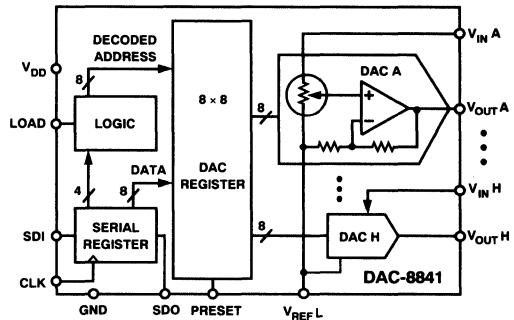 DECODED
ADDRESS
V_DD
8
LOAD
LOGIC
8 × 8
DAC
REGISTER
4
8
DATA
SERIAL
REGISTER
SDI
CLK
GND
SDO
PRESET
V_REF L
8
DAC A
+
−
V_IN A
V_OUT A
V_IN H
8
DAC H
V_OUT H
DAC-8841